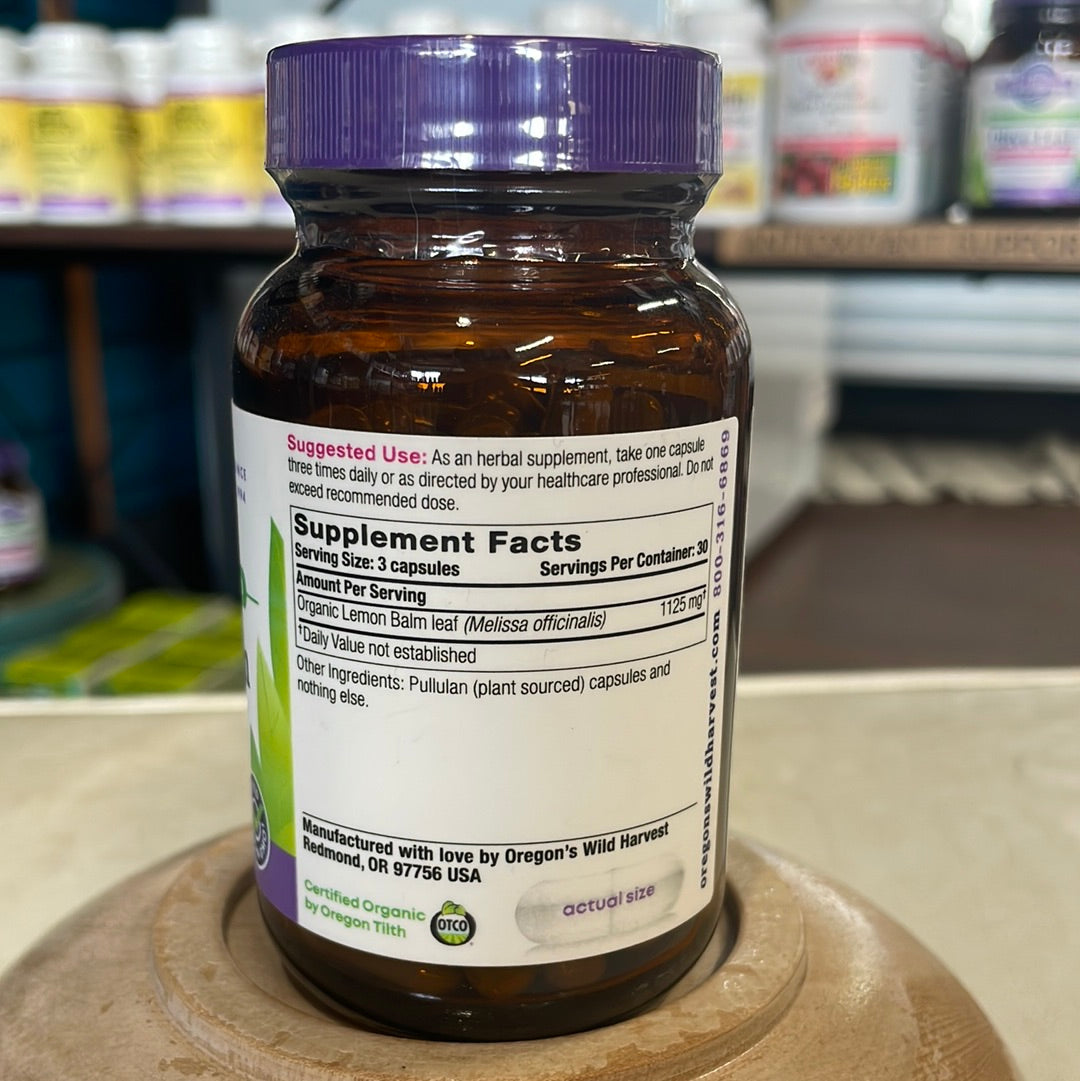 Suggested Use: As an herbal supplement, take one capsule
three times daily or as directed by your healthcare professional. Do not
exceed recommended dose.
Supplement Facts
Serving Size: 3 capsules Servings Per Container: 30
Amount Per Serving
Organic Lemon Balm leaf (Melissa officinalis) 1125 mg†
†Daily Value not established
Other Ingredients: Pullulan (plant sourced) capsules and
nothing else.
Manufactured with love by Oregon's Wild Harvest
Redmond, OR 97756 USA
Certified Organic
by Oregon Tilth
OTCO
actual size
oregonswildharvest.com 800-316-6869